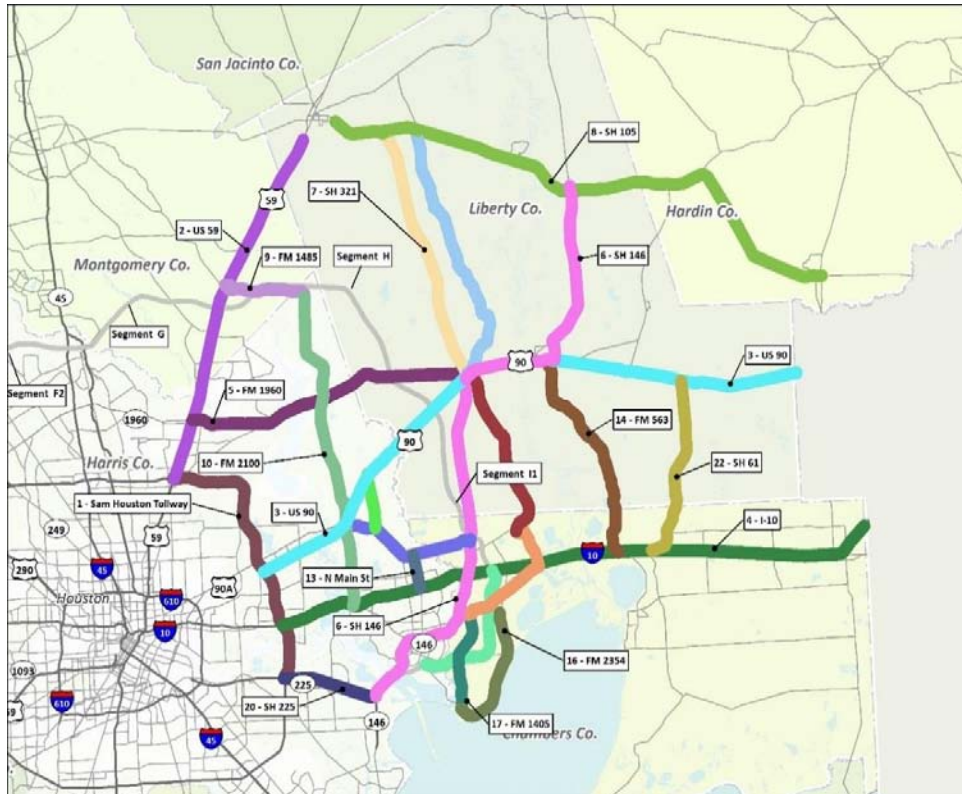 San Jacinto Co.
8 - SH 105
59
7 - SH 321
Liberty Co.
Hardin Co.
2 - US 59
Segment H
6 - SH 146
9 - FM 1485
Montgomery Co.
45
Segment G
90
3 - US 90
Segment F2
5 - FM 1960
1960
14 - FM 563
90
Harris Co.
10 - FM 2100
Segment I1
22 - SH 61
1 - Sam Houston Tollway
3 - US 90
4 - I-10
249
59
10
290
45
13 - N Main St
90A
Houston
610
6 - SH 146
10
146
16 - FM 2354
1093
225
610
20 - SH 225
17 - FM 1405
146
Chambers Co.
45